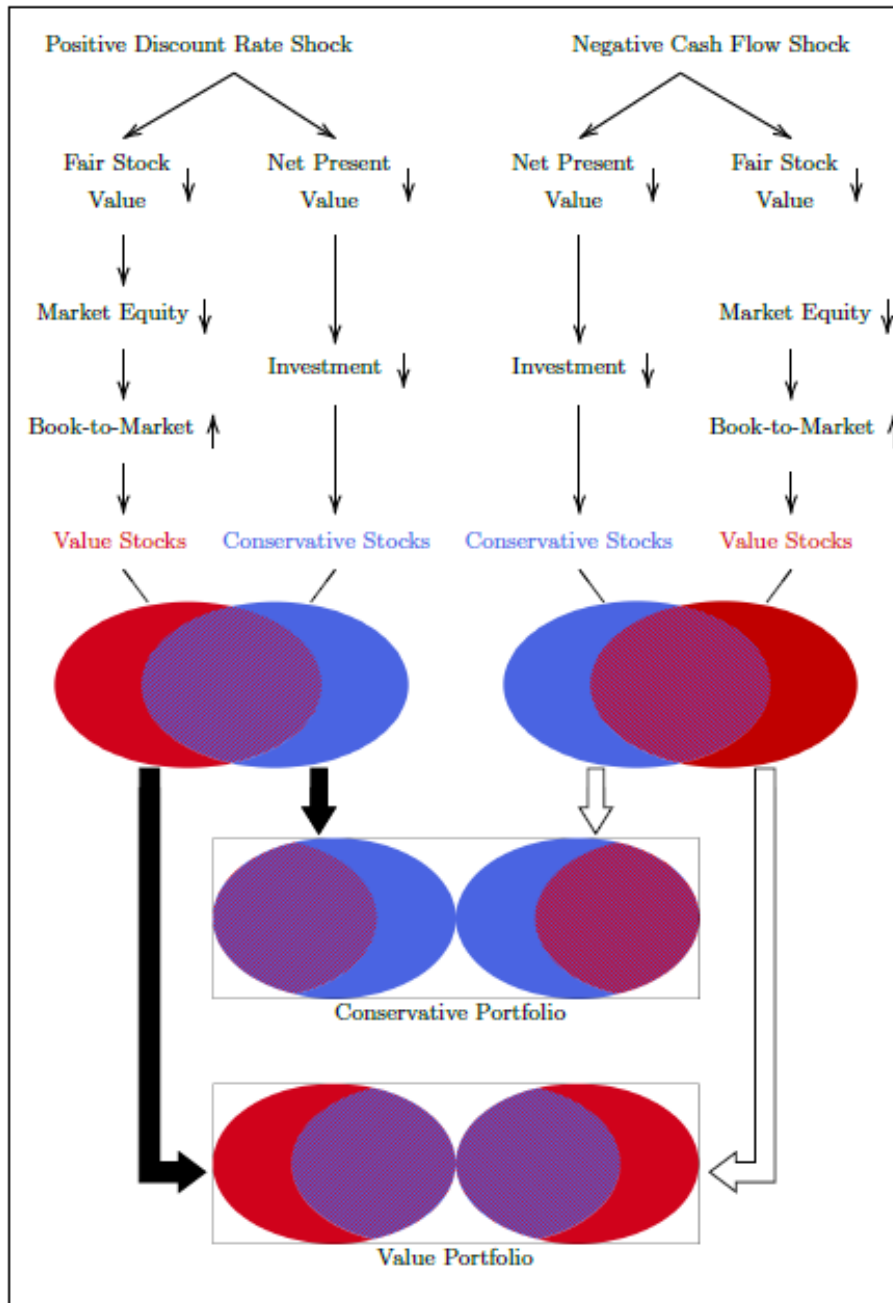 Positive Discount Rate Shock
Negative Cash Flow Shock
Fair Stock
Value
Net Present
Value
Net Present
Value
Fair Stock
Value
Market Equity
Market Equity
Investment
Investment
Book-to-Market
Book-to-Market
Value Stocks
Conservative Stocks
Conservative Stocks
Value Stocks
Conservative Portfolio
Value Portfolio